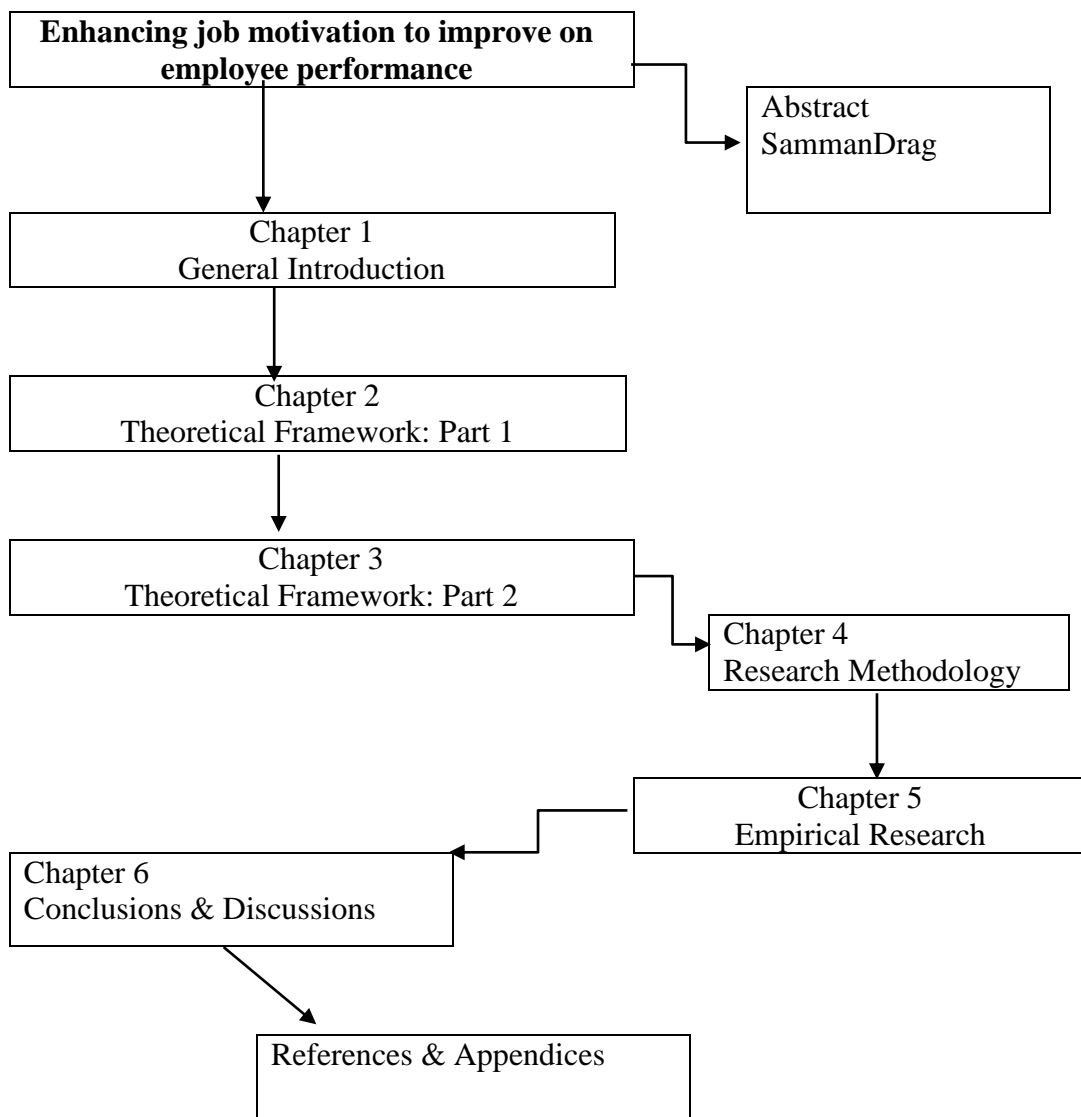 Enhancing job motivation to improve on
employee performance
Abstract
SammanDrag
Chapter 1
General Introduction
Chapter 2
Theoretical Framework: Part 1
Chapter 3
Theoretical Framework: Part 2
Chapter 4
Research Methodology
Chapter 5
Empirical Research
Chapter 6
Conclusions & Discussions
References & Appendices